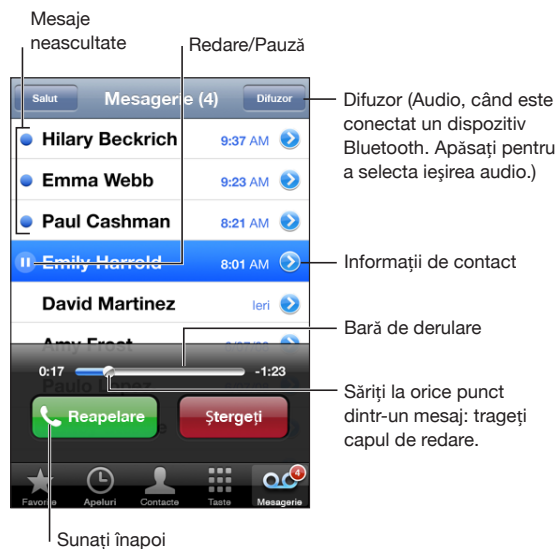 Mesaje
neascultate
Redare/Pauză
Salut
Mesagerie (4)
Difuzor
Hilary Beckrich 9:37 AM
Emma Webb 9:23 AM
Paul Cashman 8:21 AM
Emily Harrold 8:01 AM
David Martinez Ieri
Amy Frost
0:17 -1:23
Paulo Lopez
Reapelare
Ștergeți
Favorite
Apeluri
Contacte
Taste
Mesagerie
4
Difuzor (Audio, când este
conectat un dispozitiv
Bluetooth. Apăsați pentru
a selecta ieșirea audio.)
Informații de contact
Bară de derulare
Săriți la orice punct
dintr-un mesaj: trageți
capul de redare.
Sunați înapoi